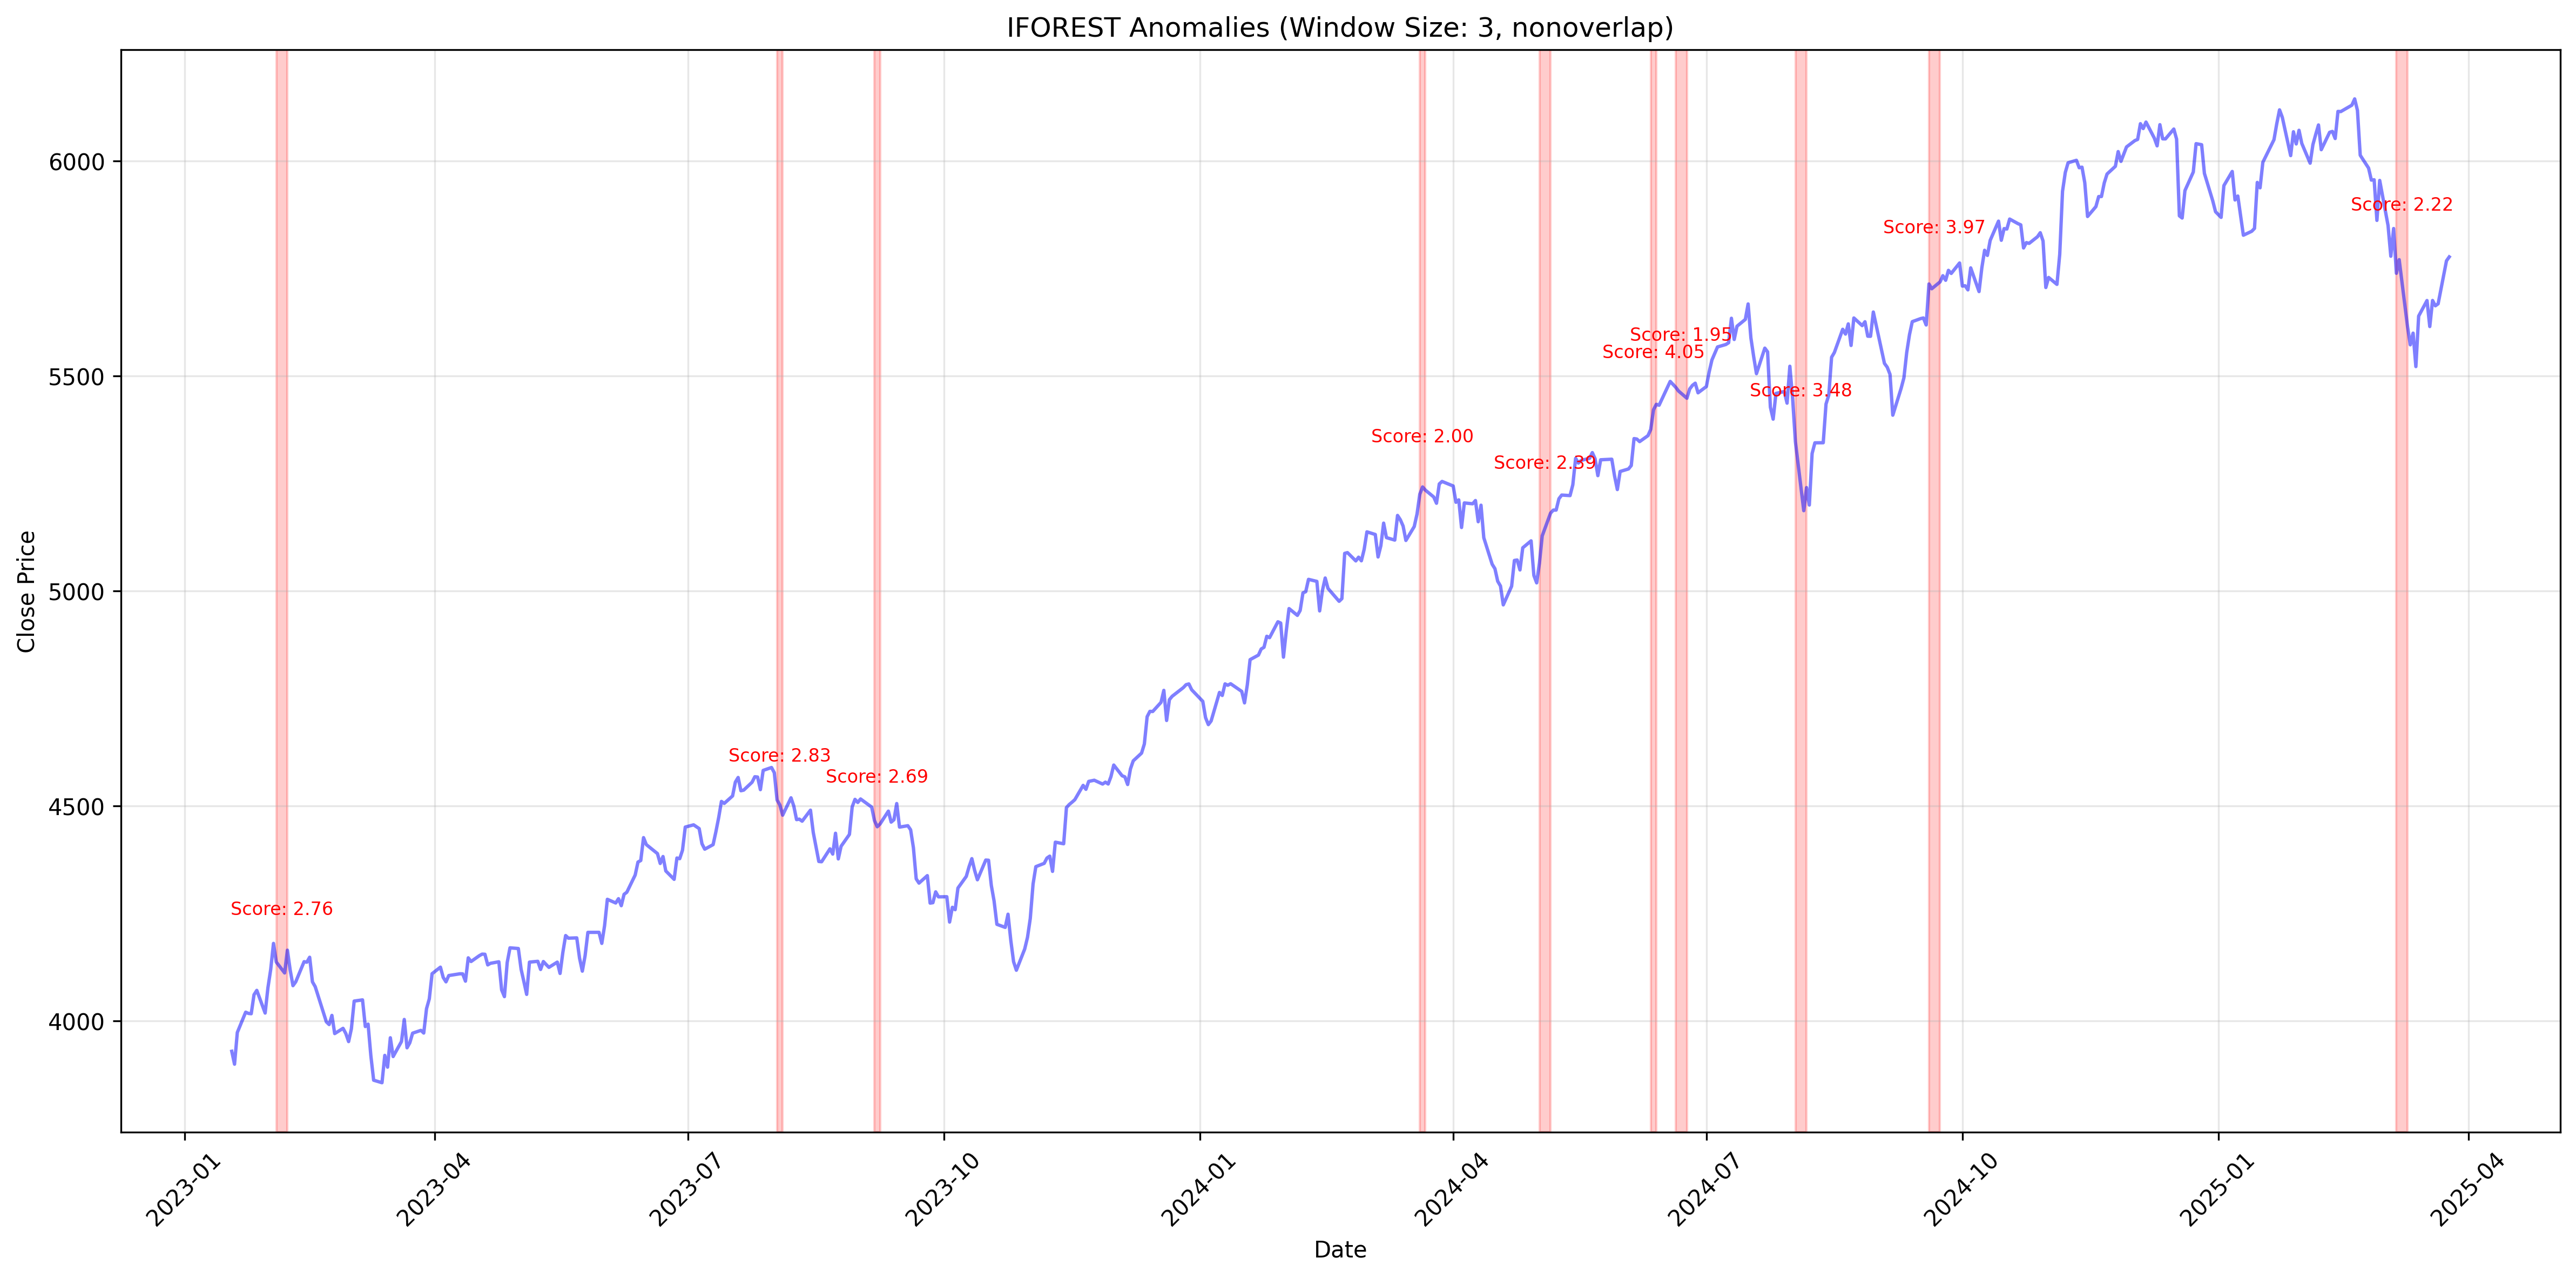 IFOREST Anomalies (Window Size: 3, nonoverlap)
Close Price
6000
5500
5000
4500
4000
Score: 2.76
Score: 2.83
Score: 2.69
Score: 2.00
Score: 2.39
Score: 4.05
Score: 1.95
Score: 3.48
Score: 3.97
Score: 2.22
2023-01
2023-04
2023-07
2023-10
2024-01
2024-04
2024-07
2024-10
2025-01
2025-04
Date